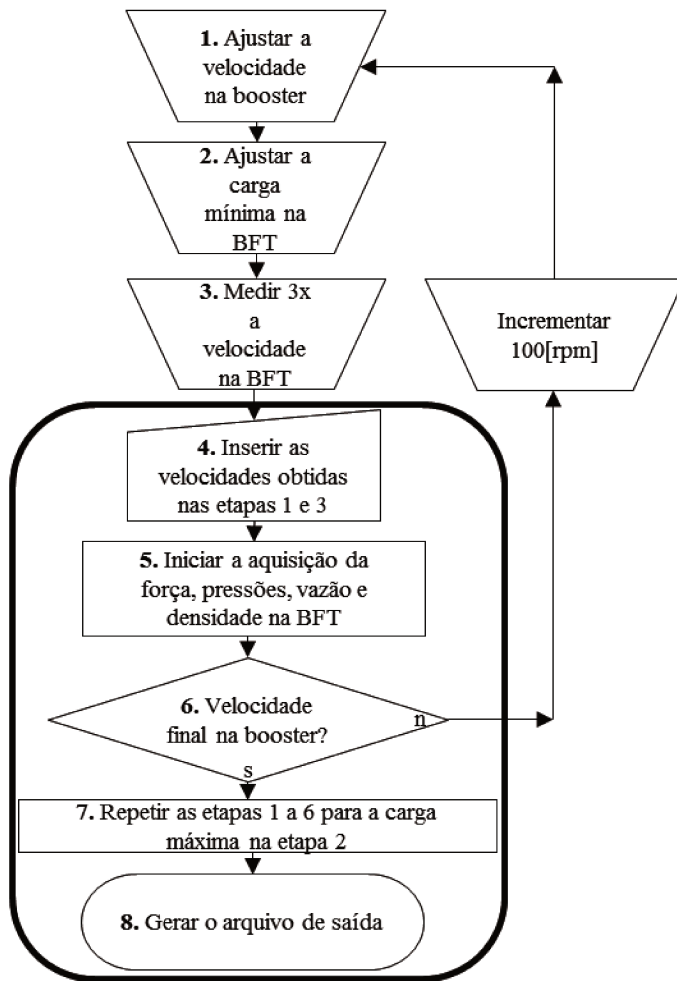 1. Ajustar a
velocidade
na booster
2. Ajustar a
carga
mínima na
BFT
3. Medir 3x
a
velocidade
na BFT
Incrementar
100[rpm]
4. Inserir as
velocidades obtidas
nas etapas 1 e 3
5. Iniciar a aquisição da
força, pressões, vazão e
densidade na BFT
6. Velocidade
final na booster?
n
s
7. Repetir as etapas 1 a 6 para a carga
máxima na etapa 2
8. Gerar o arquivo de saída